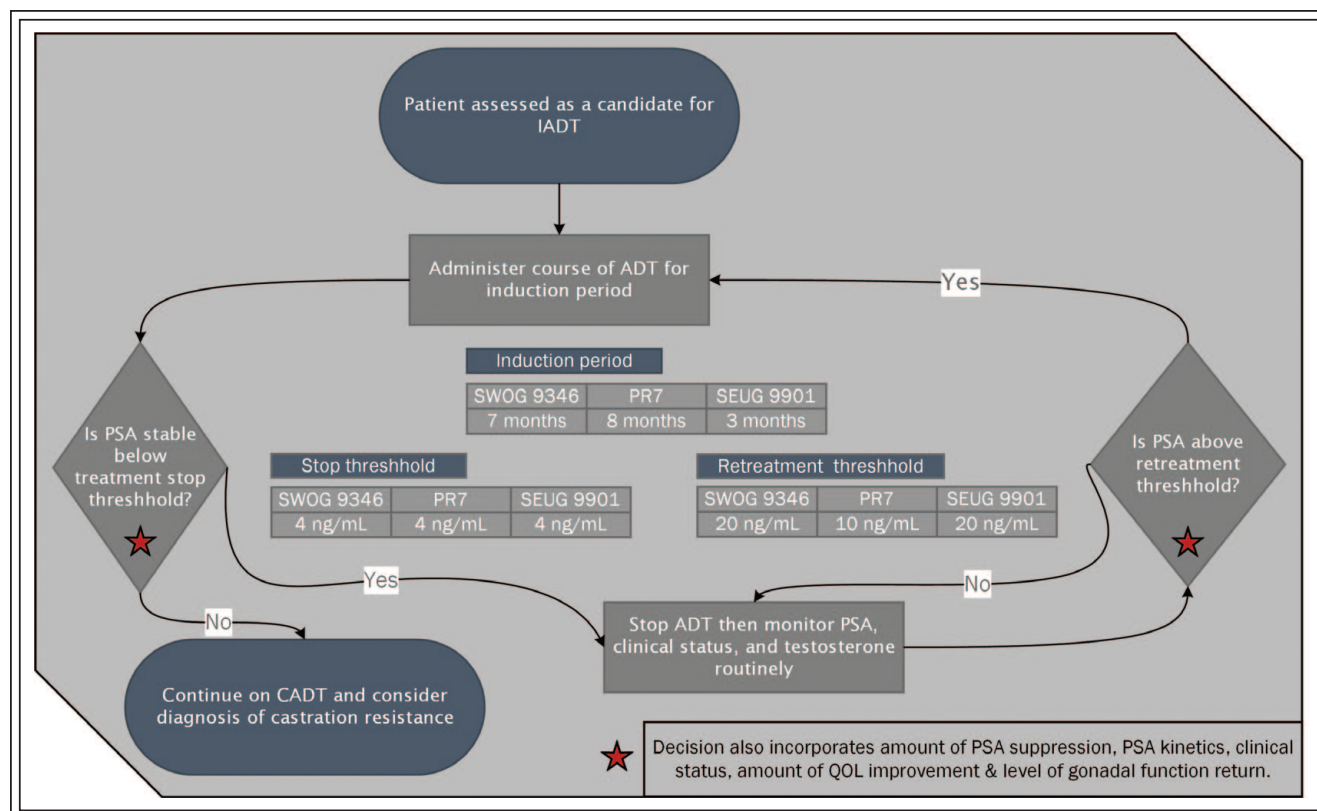 Patient assessed as a candidate for
IADT
Administer course of ADT for
induction period
Yes
Induction period
SWOG 9346 PR7 SEUG 9901
7 months 8 months 3 months
Is PSA stable
below
treatment stop
threshhold?
Stop threshhold
SWOG 9346 PR7 SEUG 9901
4 ng/mL 4 ng/mL 4 ng/mL
Retreatment threshhold
SWOG 9346 PR7 SEUG 9901
20 ng/mL 10 ng/mL 20 ng/mL
Is PSA above
retreatment
threshhold?
Yes
No
No
Stop ADT then monitor PSA,
clinical status, and testosterone
routinely
Continue on CADT and consider
diagnosis of castration resistance
Decision also incorporates amount of PSA suppression, PSA kinetics, clinical
status, amount of QOL improvement & level of gonadal function return.